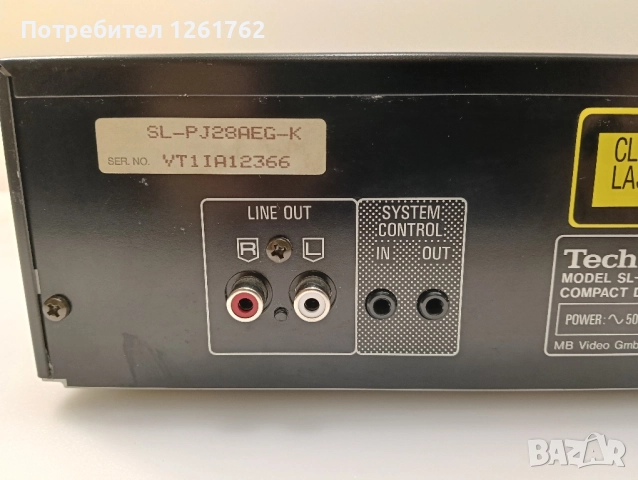 Потребител 1261762
SL-PJ28AEG-K
SER. NO. VT1IA12366
LINE OUT
R L
SYSTEM
CONTROL
IN OUT
CL
LA
Tech
MODEL SL-
COMPACT D
POWER: ∿ 50
MB Video Gmb
BAZAR